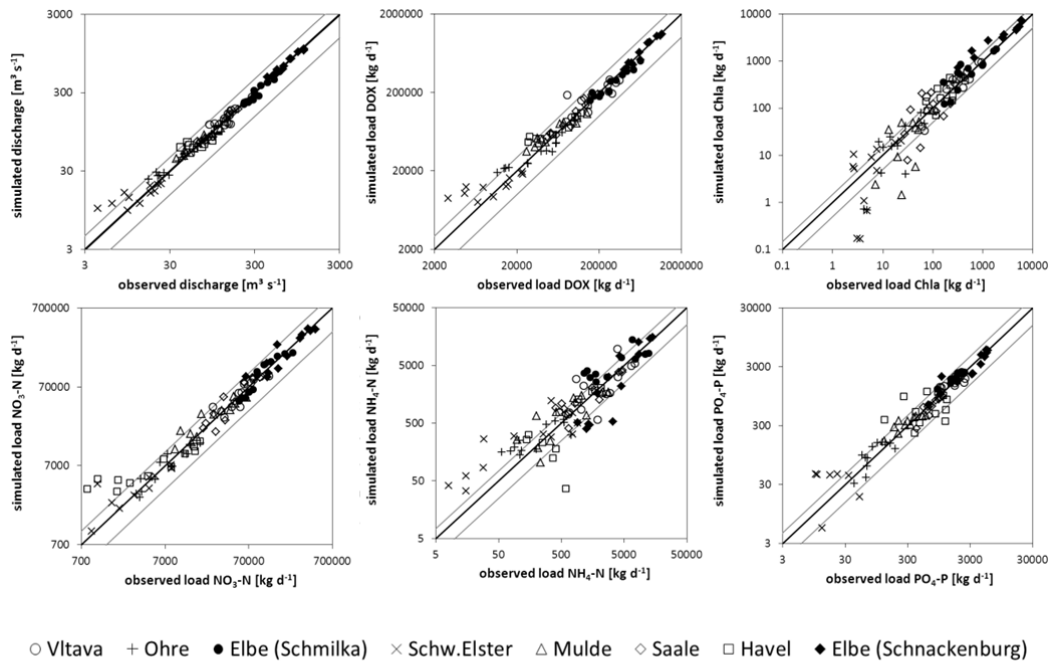 simulated discharge [m³ s⁻¹]
3000
300
30
3
3 30 300 3000
observed discharge [m³ s⁻¹]
simulated load DOX [kg d⁻¹]
2000000
200000
20000
2000
2000 20000 200000 2000000
observed load DOX [kg d⁻¹]
simulated load Chla [kg d⁻¹]
10000
1000
100
10
1
0.1
0.1 1 10 100 1000 10000
observed load Chla [kg d⁻¹]
simulated load NO₃-N [kg d⁻¹]
700000
70000
7000
700
700 7000 70000 700000
observed load NO₃-N [kg d⁻¹]
simulated load NH₄-N [kg d⁻¹]
50000
5000
500
50
5
5 50 500 5000 50000
observed load NH₄-N [kg d⁻¹]
simulated load PO₄-P [kg d⁻¹]
30000
3000
300
30
3
3 30 300 3000 30000
observed load PO₄-P [kg d⁻¹]
Vltava Ohre Elbe (Schmilka) Schw.Elster Mulde Saale Havel Elbe (Schnackenburg)